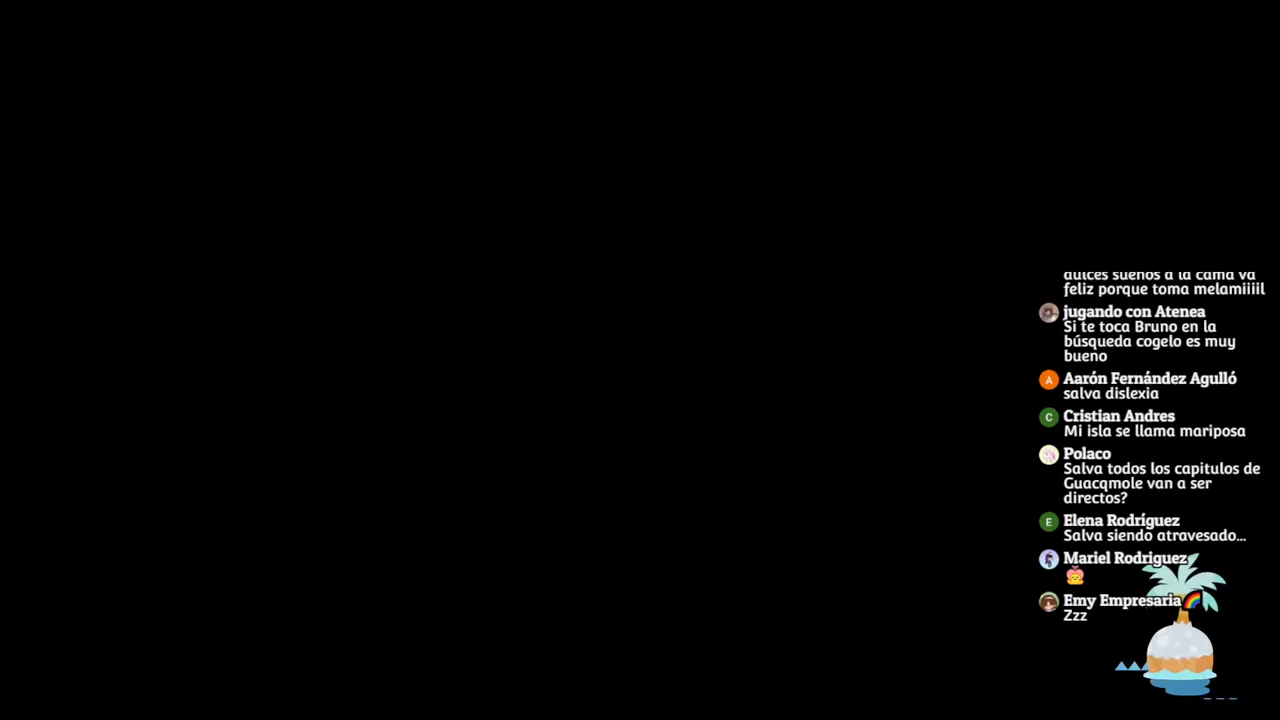 dulces sueños a la cama va
feliz porque toma melamiiiil
jugando con Atenea
Si te toca Bruno en la
búsqueda cogelo es muy
bueno
A Aarón Fernández Agulló
salva dislexia
C Cristian Andres
Mi isla se llama mariposa
Polaco
Salva todos los capitulos de
Guacqmole van a ser
directos?
E Elena Rodríguez
Salva siendo atravesado...
Mariel Rodriguez
Emy Empresaria🌈
Zzz